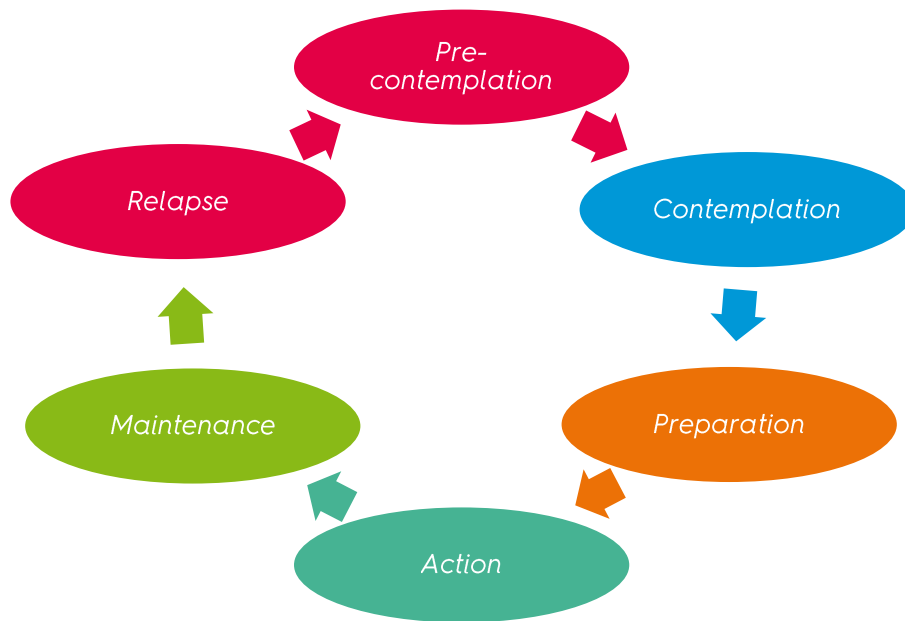 Pre-
contemplation
Contemplation
Preparation
Action
Maintenance
Relapse